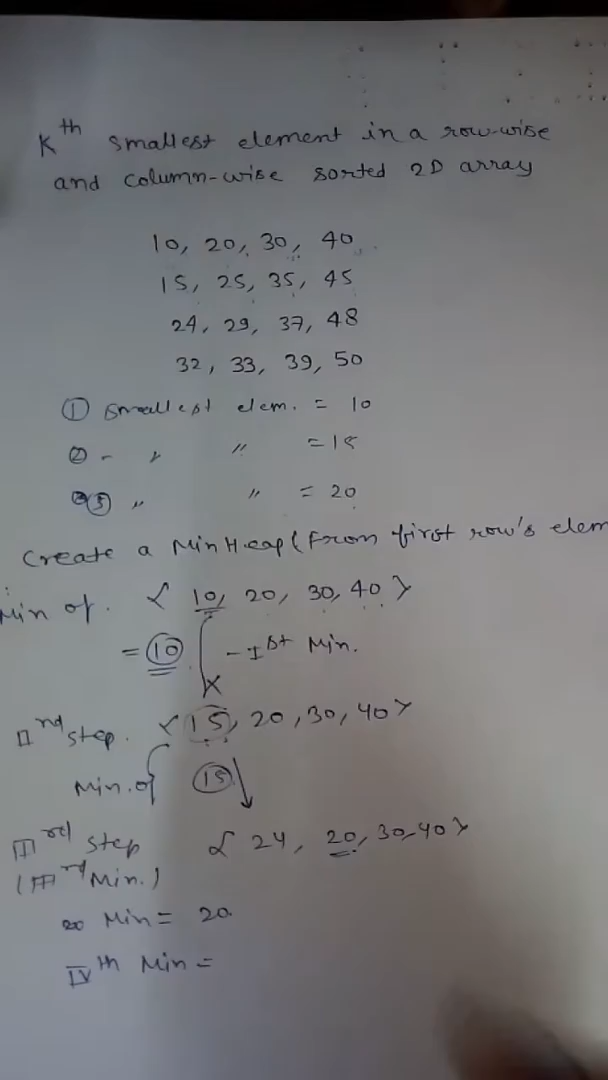 Kth smallest element in a row-wise
and column-wise sorted 2D array
10, 20, 30, 40
15, 25, 35, 45
24, 29, 37, 48
32, 33, 39, 50
① Smallest elem. = 10
② - " " = 15
③ " " = 20
Create a MinHeap (From first row's elem
Min of. < 10, 20, 30, 40 >
= 10 - Ist Min.
IInd step. < 15, 20, 30, 40 >
Min. of 15
IIIrd step < 24, 20, 30, 40 >
(IIIrd Min.)
Min = 20.
IVth Min =